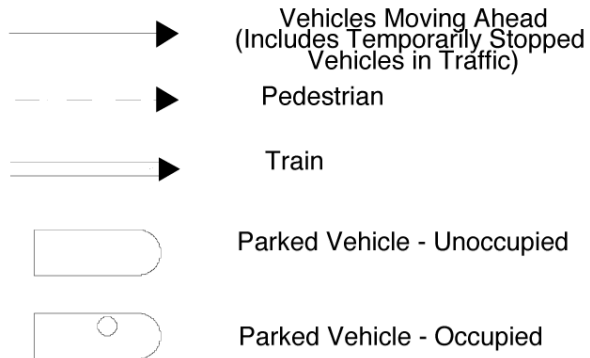 Vehicles Moving Ahead
(Includes Temporarily Stopped
Vehicles in Traffic)
Pedestrian
Train
Parked Vehicle - Unoccupied
Parked Vehicle - Occupied